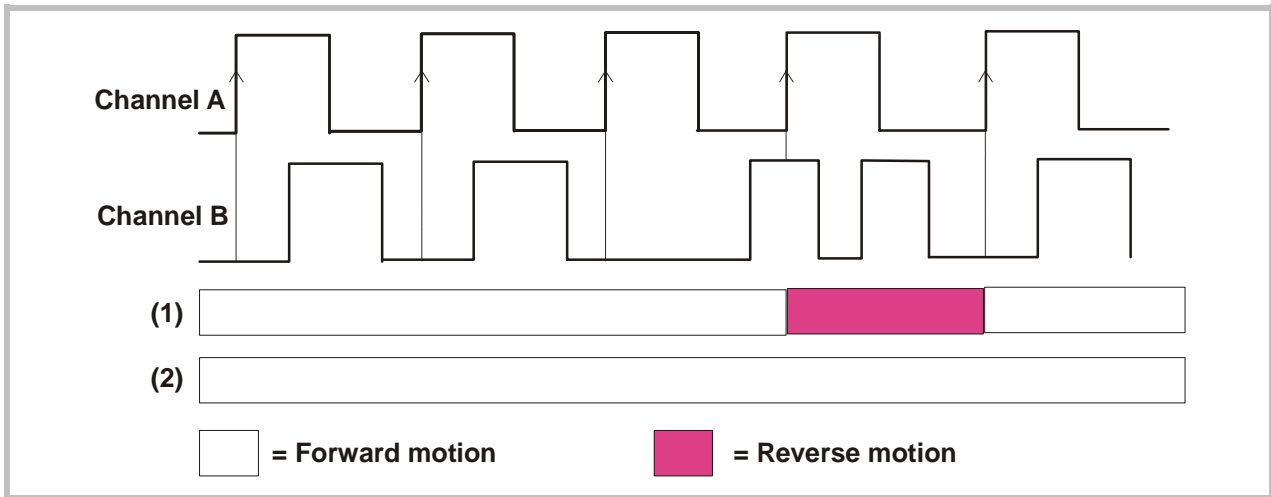 Channel A
Channel B
(1)
(2)
= Forward motion
= Reverse motion